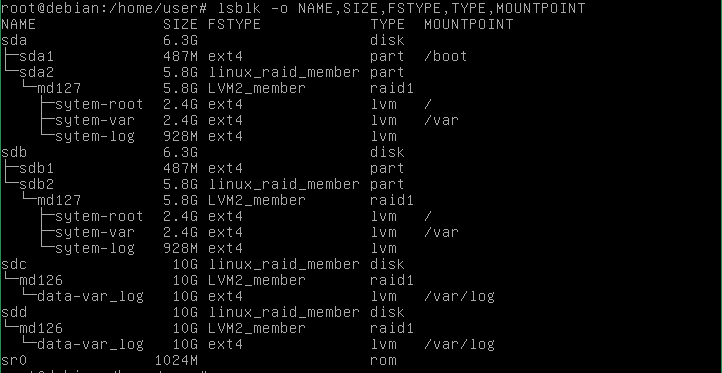 root@debian:/home/user# lsblk -o NAME,SIZE,FSTYPE,TYPE,MOUNTPOINT
NAME                 SIZE FSTYPE            TYPE  MOUNTPOINT
sda                  6.3G                   disk
├─sda1               487M ext4              part  /boot
└─sda2               5.8G linux_raid_member part
  └─md127            5.8G LVM2_member       raid1
    ├─sytem-root     2.4G ext4              lvm   /
    ├─sytem-var      2.4G ext4              lvm   /var
    └─sytem-log      928M ext4              lvm
sdb                  6.3G                   disk
├─sdb1               487M ext4              part
└─sdb2               5.8G linux_raid_member part
  └─md127            5.8G LVM2_member       raid1
    ├─sytem-root     2.4G ext4              lvm   /
    ├─sytem-var      2.4G ext4              lvm   /var
    └─sytem-log      928M ext4              lvm
sdc                   10G linux_raid_member disk
└─md126               10G LVM2_member       raid1
  └─data-var_log      10G ext4              lvm   /var/log
sdd                   10G linux_raid_member disk
└─md126               10G LVM2_member       raid1
  └─data-var_log      10G ext4              lvm   /var/log
sr0                 1024M                   rom